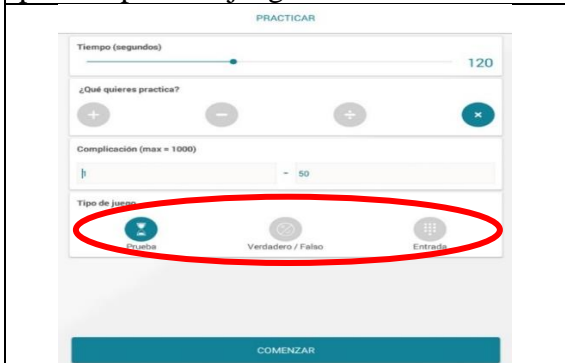 PRACTICAR
Tiempo (segundos)
120
¿Qué quieres practica?
+ − ÷ ×
Complicación (max = 1000)
- 50
Tipo de juego
Prueba Verdadero / Falso Entrada
COMENZAR